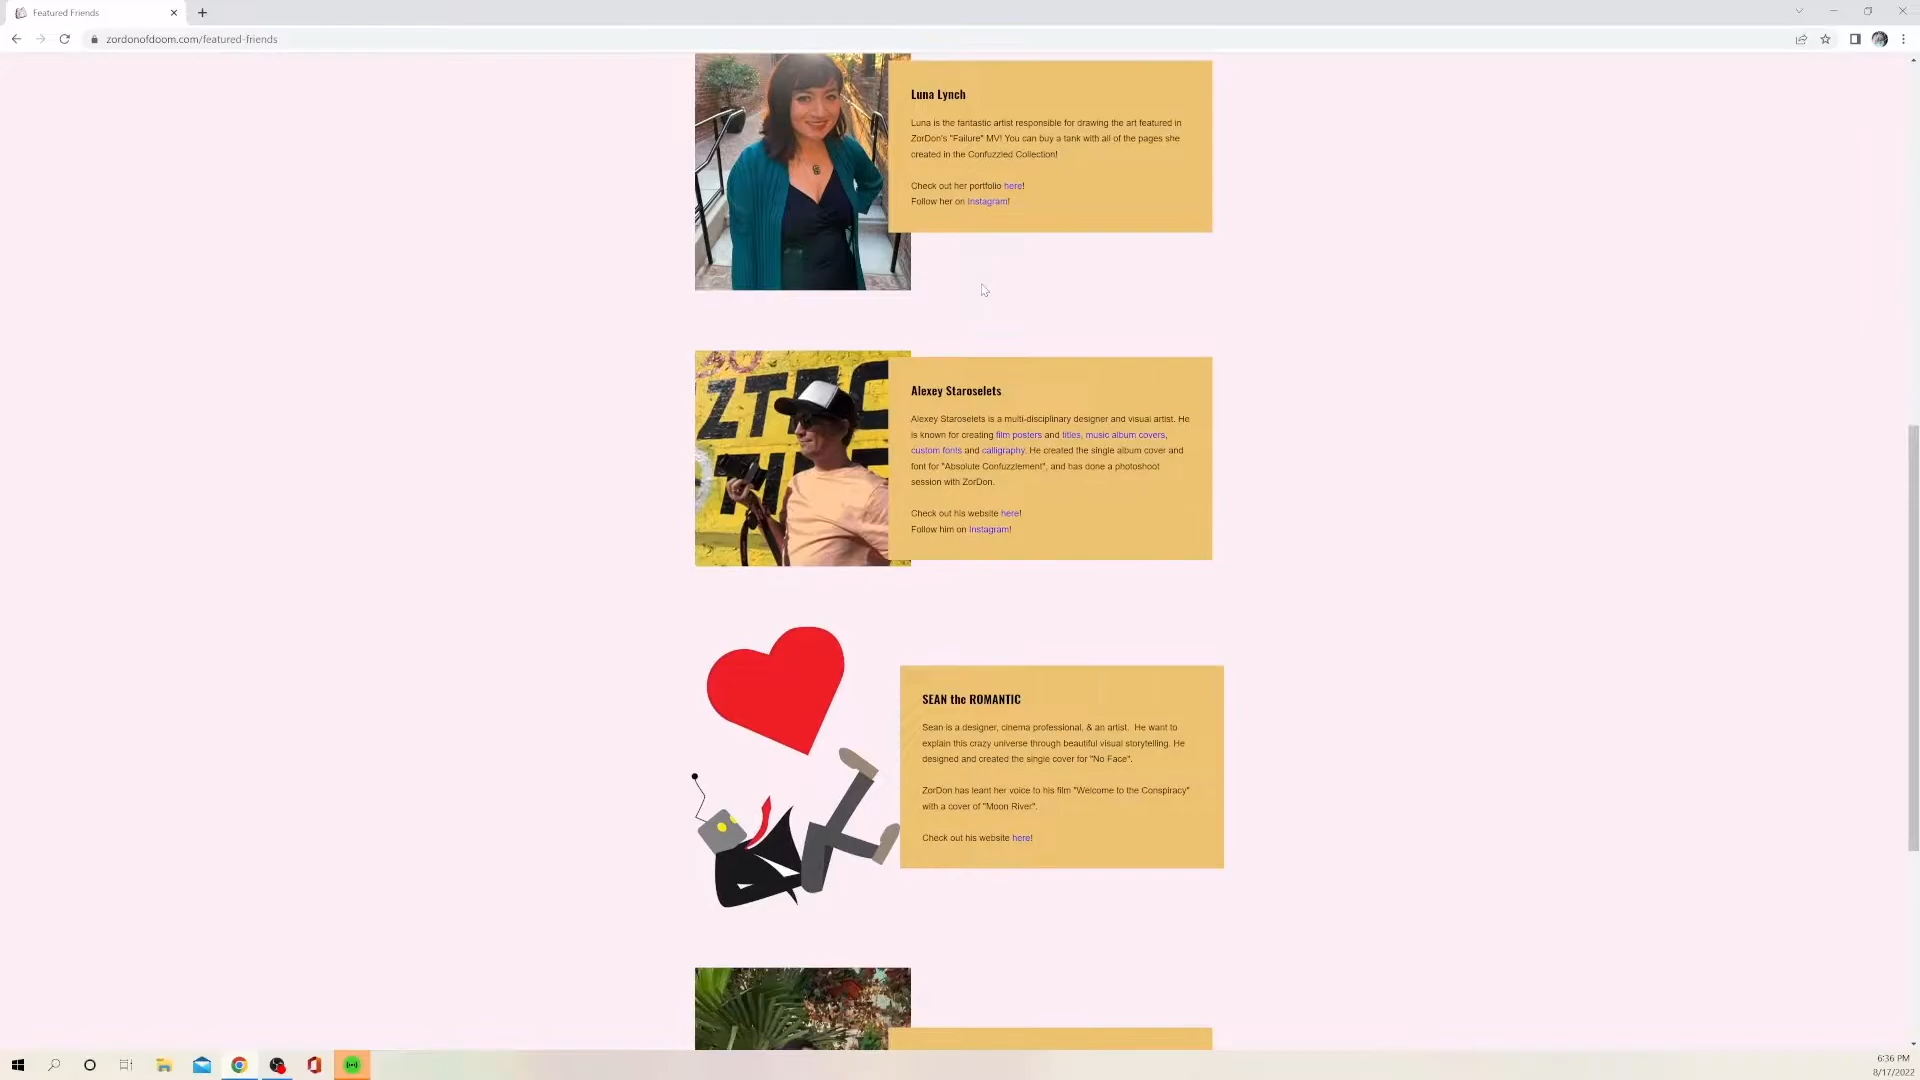 Featured Friends
zordonofdoom.com/featured-friends
Luna Lynch
Luna is the fantastic artist responsible for drawing the art featured in
ZorDon's "Failure" MV! You can buy a tank with all of the pages she
created in the Confuzzled Collection!
Check out her portfolio here!
Follow her on Instagram!
ZTEC
Alexey Staroselets
Alexey Staroselets is a multi-disciplinary designer and visual artist. He
is known for creating film posters and titles, music album covers,
custom fonts and calligraphy. He created the single album cover and
font for "Absolute Confuzzlement", and has done a photoshoot
session with ZorDon.
Check out his website here!
Follow him on Instagram!
SEAN the ROMANTIC
Sean is a designer, cinema professional, & an artist. He want to
explain this crazy universe through beautiful visual storytelling. He
designed and created the single cover for "No Face".
ZorDon has leant her voice to his film "Welcome to the Conspiracy"
with a cover of "Moon River".
Check out his website here!
6:36 PM
8/17/2022